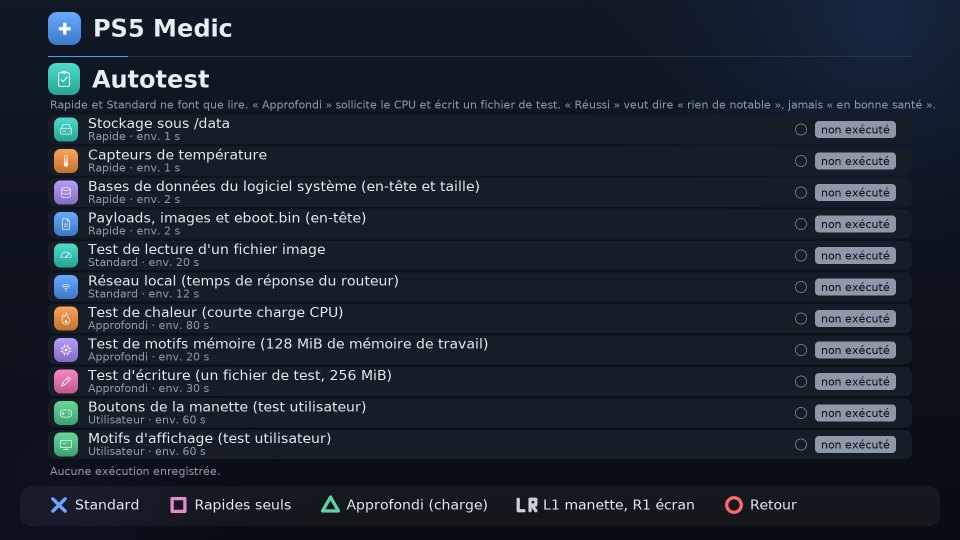 PS5 Medic
Autotest
Rapide et Standard ne font que lire. « Approfondi » sollicite le CPU et écrit un fichier de test. « Réussi » veut dire « rien de notable », jamais « en bonne santé ».
Stockage sous /data
Rapide · env. 1 s
non exécuté
Capteurs de température
Rapide · env. 1 s
non exécuté
Bases de données du logiciel système (en-tête et taille)
Rapide · env. 2 s
non exécuté
Payloads, images et eboot.bin (en-tête)
Rapide · env. 2 s
non exécuté
Test de lecture d'un fichier image
Standard · env. 20 s
non exécuté
Réseau local (temps de réponse du routeur)
Standard · env. 12 s
non exécuté
Test de chaleur (courte charge CPU)
Approfondi · env. 80 s
non exécuté
Test de motifs mémoire (128 MiB de mémoire de travail)
Approfondi · env. 20 s
non exécuté
Test d'écriture (un fichier de test, 256 MiB)
Approfondi · env. 30 s
non exécuté
Boutons de la manette (test utilisateur)
Utilisateur · env. 60 s
non exécuté
Motifs d'affichage (test utilisateur)
Utilisateur · env. 60 s
non exécuté
Aucune exécution enregistrée.
Standard
Rapides seuls
Approfondi (charge)
LR L1 manette, R1 écran
Retour